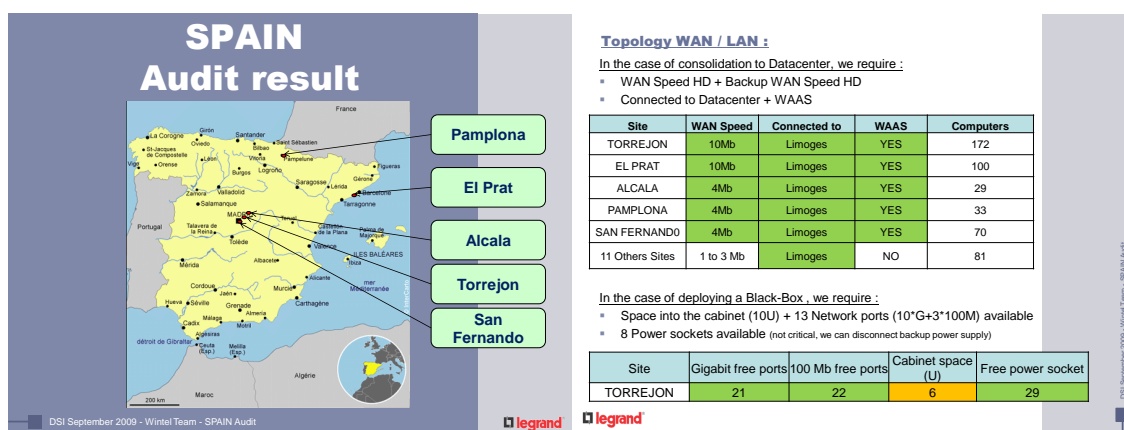 SPAIN
Audit result
France
La Corogne
Girón
Oviedo
Santander
Saint Sébastien
Bilbao
St-Jacques
de Compostelle
Léon
Vitoria
Pampelune
Vigo
Orense
Burgos
Logroño
Figueras
Gérone
Zamora
Valladolid
Saragosse
Lérida
Barcelone
Salamanque
Tarragonne
MADRID
Teruel
Portugal
Talavera de
la Reina
Tolède
Castellón
de la Plana
Palma de
Majorque
Valence
ILES BALÉARES
Ibiza
Mérida
Albacete
Alicante
mer
Méditerranée
Cordoue
Jaén
Murcie
Huelva
Séville
Grenade
Carthagène
Málaga
Almeria
Cadix
Motril
Algésiras
détroit de Gibraltar
Ceuta
(Esp.)
Melilla
(Esp.)
Algérie
Maroc
200 km
Pamplona
El Prat
Alcala
Torrejon
San
Fernando
DSI September 2009 - Wintel Team - SPAIN Audit
legrand
Topology WAN / LAN :
In the case of consolidation to Datacenter, we require :
▪ WAN Speed HD + Backup WAN Speed HD
▪ Connected to Datacenter + WAAS
Site WAN Speed Connected to WAAS Computers
TORREJON 10Mb Limoges YES 172
EL PRAT 10Mb Limoges YES 100
ALCALA 4Mb Limoges YES 29
PAMPLONA 4Mb Limoges YES 33
SAN FERNAND0 4Mb Limoges YES 70
11 Others Sites 1 to 3 Mb Limoges NO 81
In the case of deploying a Black-Box , we require :
▪ Space into the cabinet (10U) + 13 Network ports (10*G+3*100M) available
▪ 8 Power sockets available (not critical, we can disconnect backup power supply)
Site Gigabit free ports 100 Mb free ports Cabinet space (U) Free power socket
TORREJON 21 22 6 29
legrand
DSI September 2009 - Wintel Team - SPAIN Audit